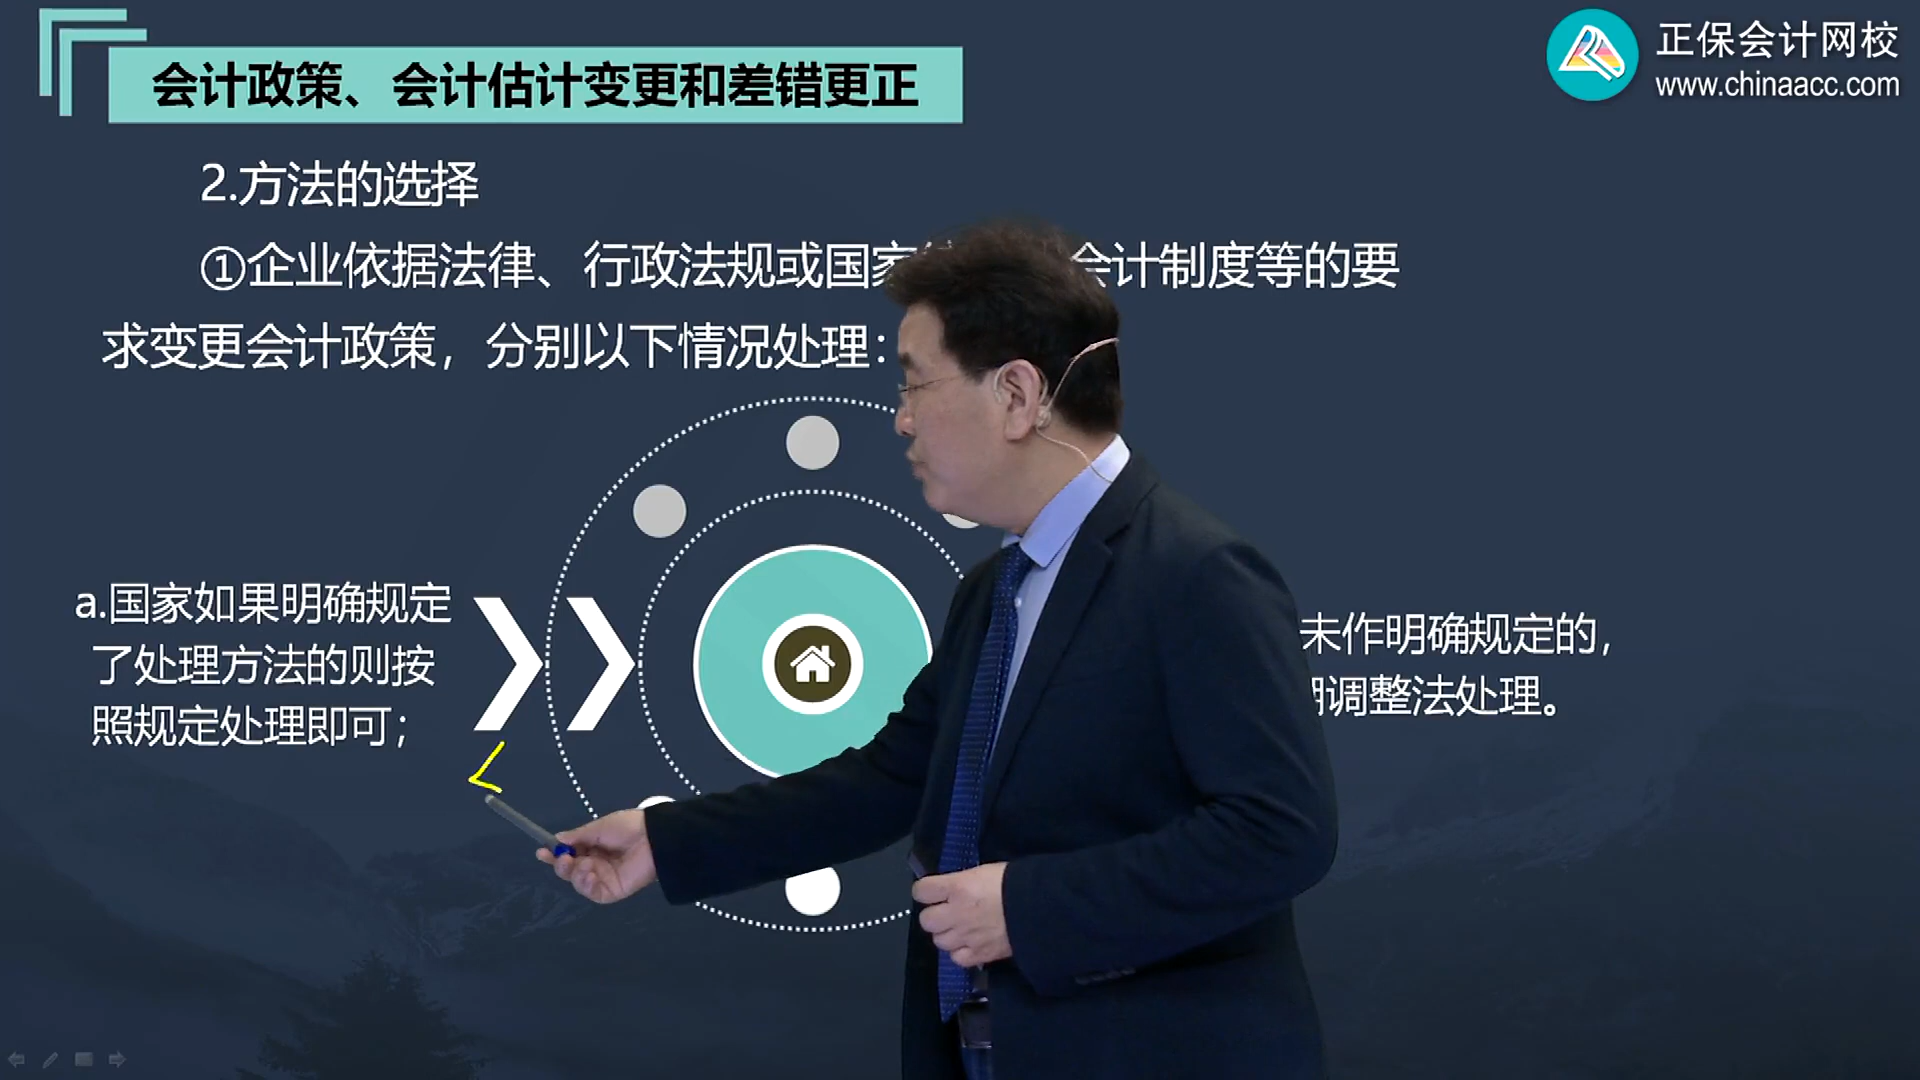 会计政策、会计估计变更和差错更正
正保会计网校
www.chinaacc.com
2.方法的选择
①企业依据法律、行政法规或国家 会计制度等的要
求变更会计政策，分别以下情况处理：
a.国家如果明确规定
了处理方法的则按
照规定处理即可；
未作明确规定的，
调整法处理。